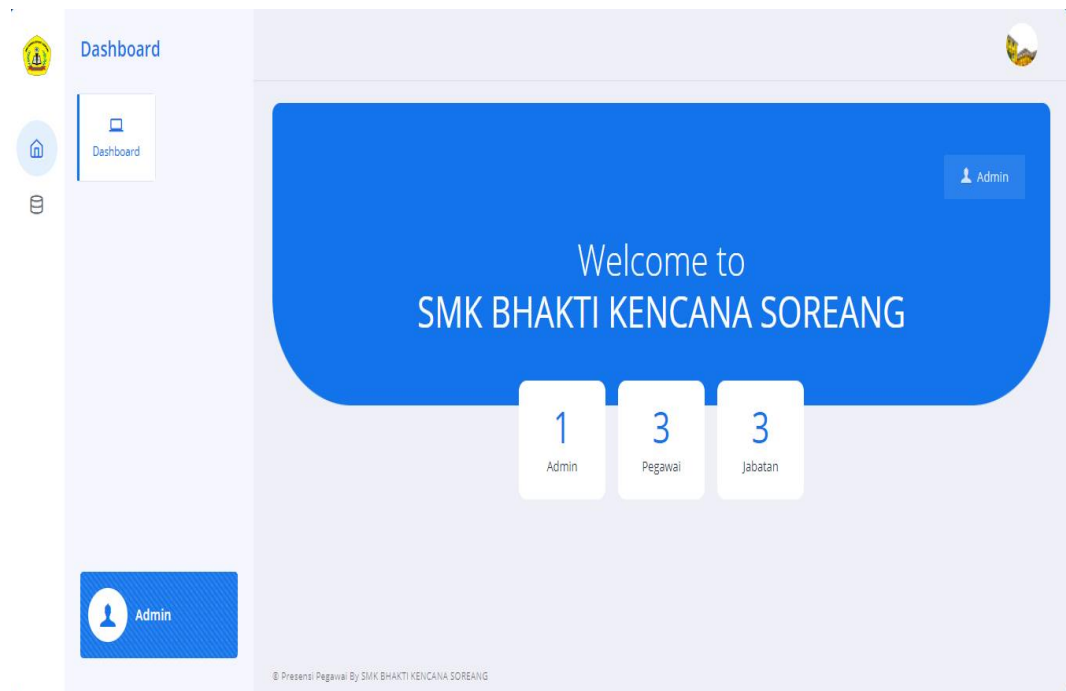 Dashboard
Dashboard
Admin
Welcome to
SMK BHAKTI KENCANA SOREANG
1
Admin
3
Pegawai
3
Jabatan
Admin
© Presensi Pegawai By SMK BHAKTI KENCANA SOREANG